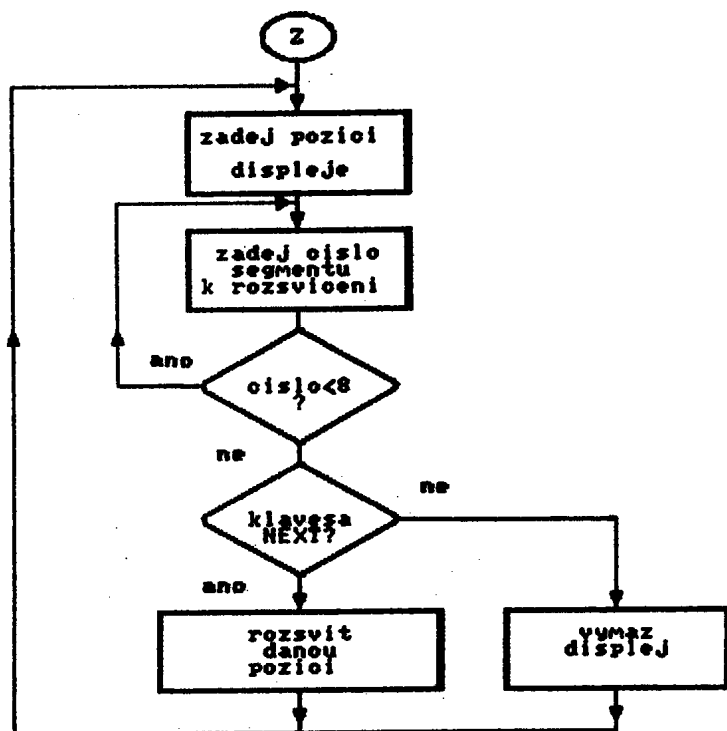 Z
zadej pozici
displeje
zadej cislo
segmentu
k rozsviceni
ano
cislo<8
?
ne
ne
klavesa
NEXT?
ano
rozsvit
danou
pozici
vymaz
displej